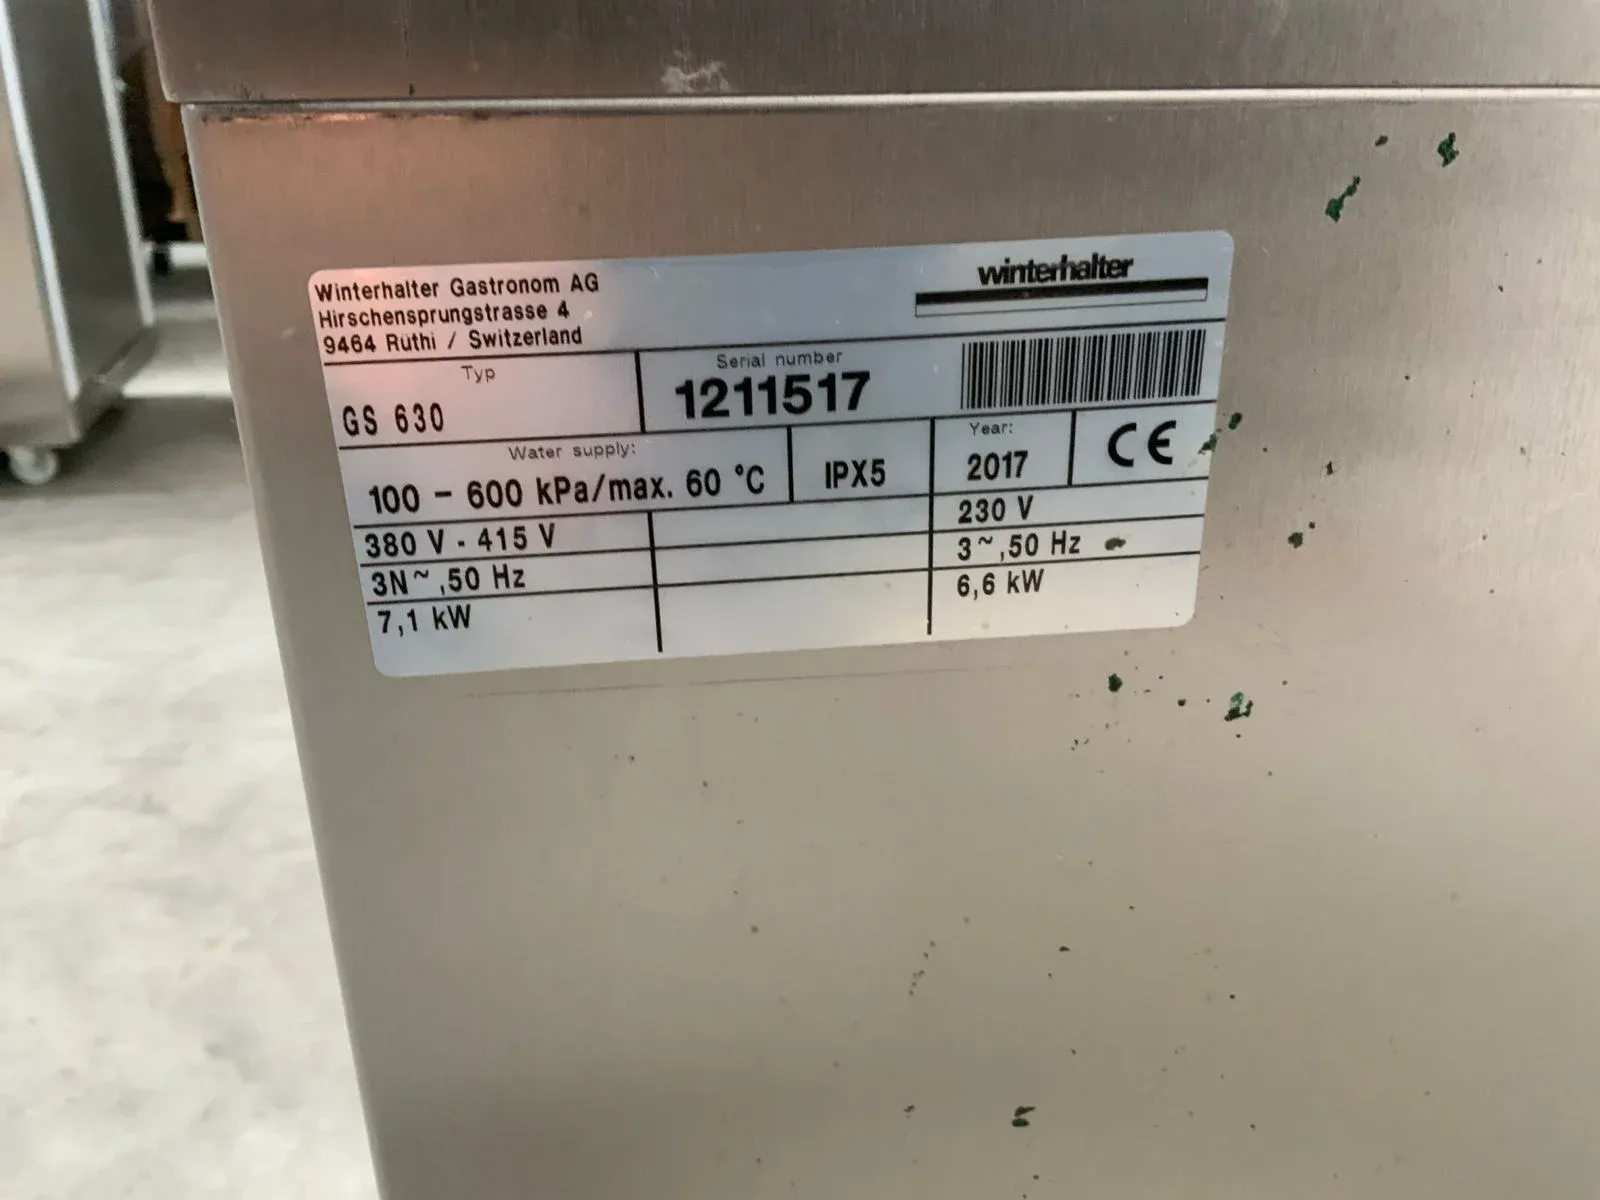 Winterhalter Gastronom AG
Hirschensprungstrasse 4
9464 Rüthi / Switzerland
winterhalter
Typ
GS 630
Serial number
1211517
Water supply:
100 - 600 kPa/max. 60 °C
IPX5
Year:
2017
CE
380 V - 415 V
3N~,50 Hz
7,1 kW
230 V
3~,50 Hz
6,6 kW